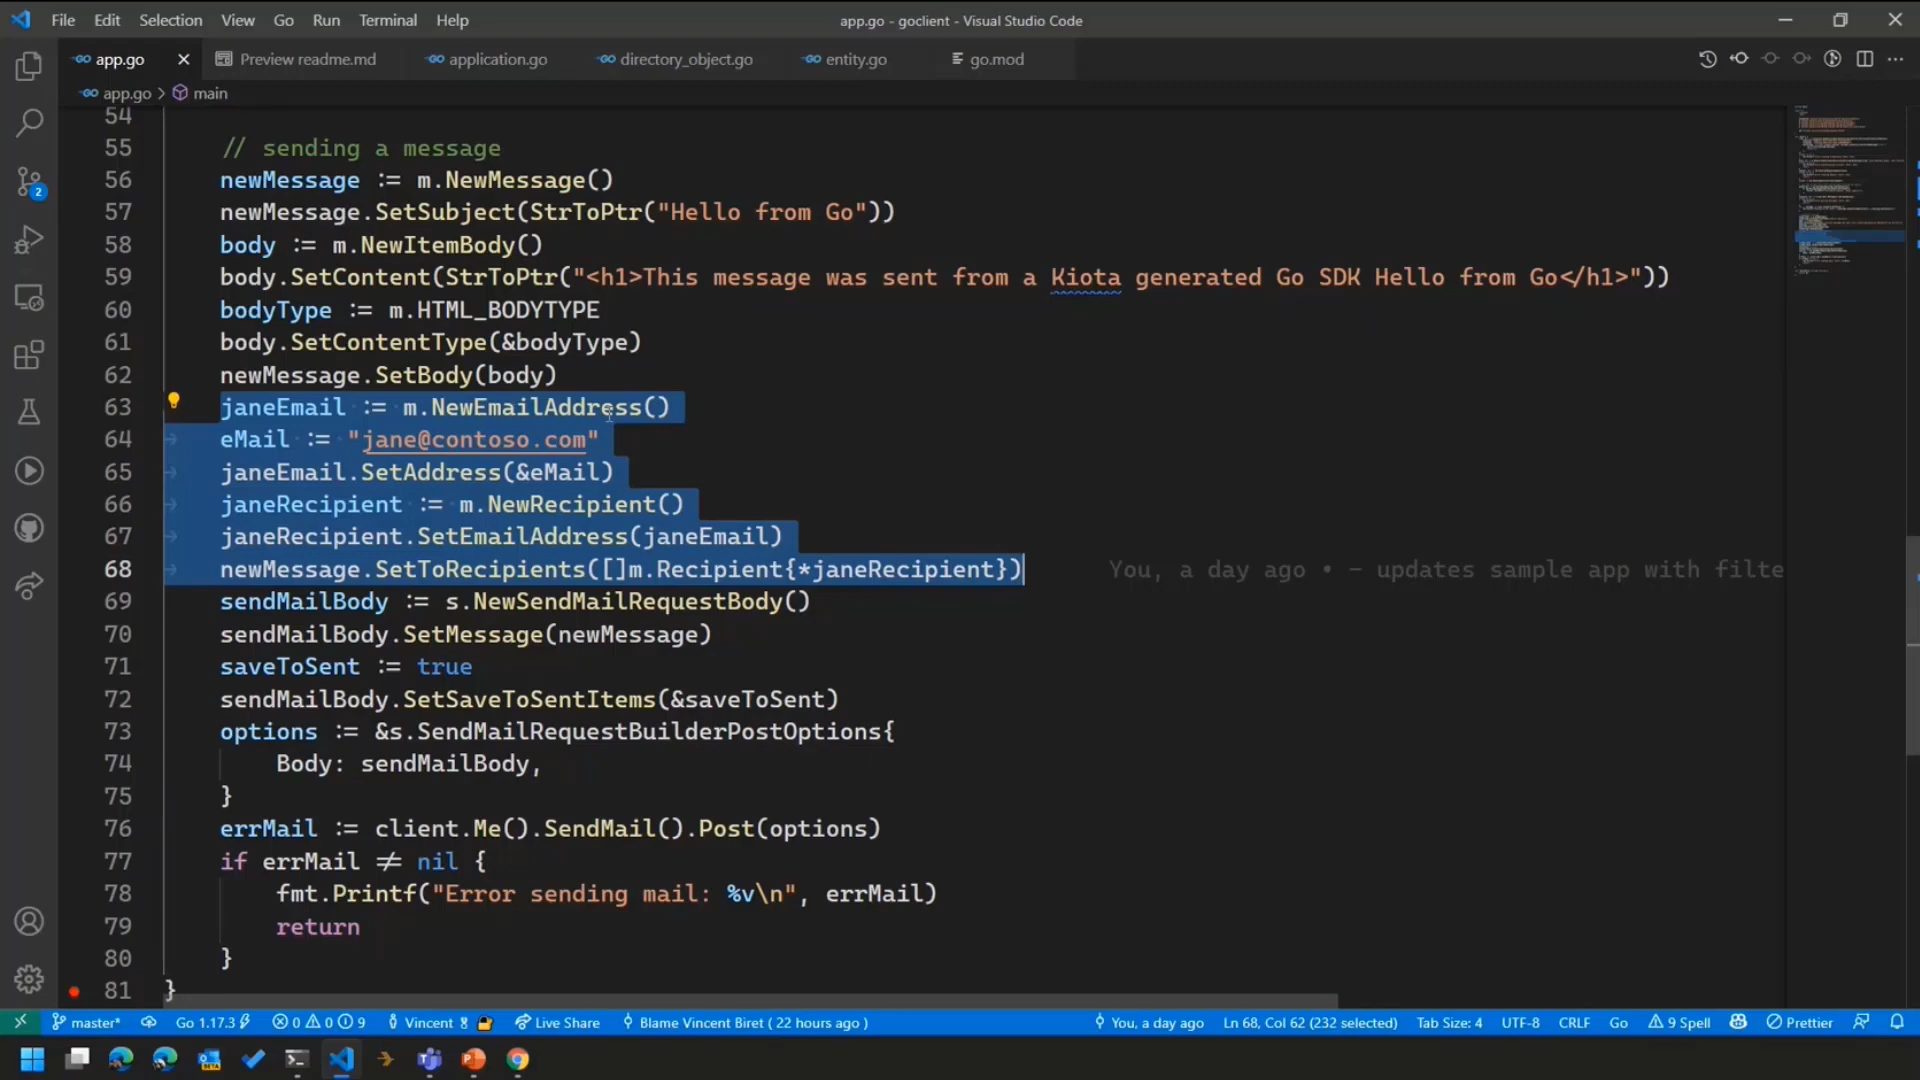 File Edit Selection View Go Run Terminal Help app.go - goclient - Visual Studio Code
app.go Preview readme.md application.go directory_object.go entity.go go.mod
app.go > main
54
55 // sending a message
56 newMessage := m.NewMessage()
57 newMessage.SetSubject(StrToPtr("Hello from Go"))
58 body := m.NewItemBody()
59 body.SetContent(StrToPtr("<h1>This message was sent from a Kiota generated Go SDK Hello from Go</h1>"))
60 bodyType := m.HTML_BODYTYPE
61 body.SetContentType(&bodyType)
62 newMessage.SetBody(body)
63 janeEmail := m.NewEmailAddress()
64 eMail := "jane@contoso.com"
65 janeEmail.SetAddress(&eMail)
66 janeRecipient := m.NewRecipient()
67 janeRecipient.SetEmailAddress(janeEmail)
68 newMessage.SetToRecipients([]m.Recipient{*janeRecipient}) You, a day ago • - updates sample app with filte
69 sendMailBody := s.NewSendMailRequestBody()
70 sendMailBody.SetMessage(newMessage)
71 saveToSent := true
72 sendMailBody.SetSaveToSentItems(&saveToSent)
73 options := &s.SendMailRequestBuilderPostOptions{
74 Body: sendMailBody,
75 }
76 errMail := client.Me().SendMail().Post(options)
77 if errMail != nil {
78 fmt.Printf("Error sending mail: %v\n", errMail)
79 return
80 }
81 }
2
master* Go 1.17.3 0 0 9 Vincent Live Share Blame Vincent Biret ( 22 hours ago ) You, a day ago Ln 68, Col 62 (232 selected) Tab Size: 4 UTF-8 CRLF Go 9 Spell Prettier